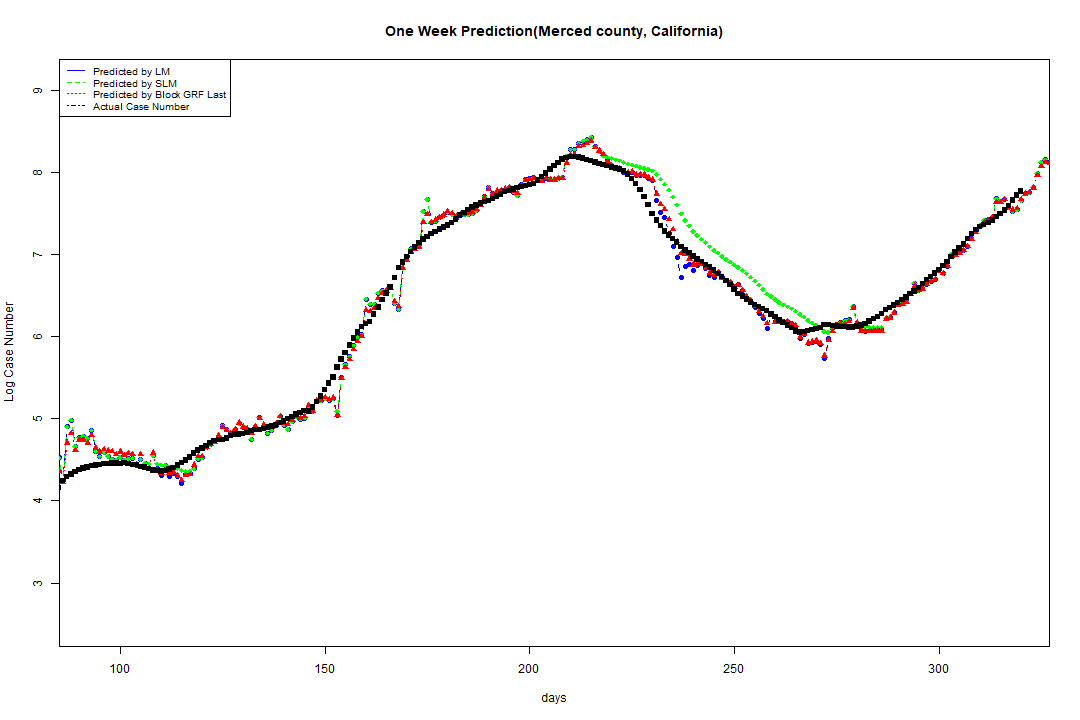 One Week Prediction(Merced county, California)
Predicted by LM
Predicted by SLM
Predicted by Block GRF Last
Actual Case Number
9
8
7
6
5
4
3
Log Case Number
100 150 200 250 300
days